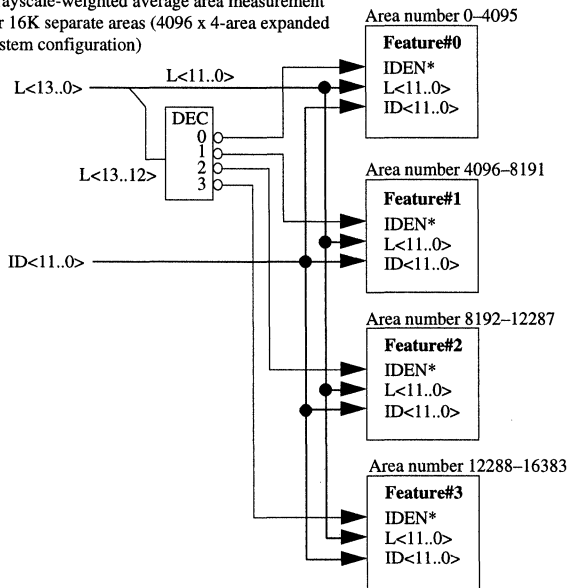 ayscale-weighted average area measurement
r 16K separate areas (4096 x 4-area expanded
stem configuration)
Area number 0–4095
Feature#0
IDEN*
L<11..0>
ID<11..0>
L<13..0>
L<11..0>
DEC
0
1
2
3
L<13..12>
Area number 4096–8191
Feature#1
IDEN*
L<11..0>
ID<11..0>
ID<11..0>
Area number 8192–12287
Feature#2
IDEN*
L<11..0>
ID<11..0>
Area number 12288–16383
Feature#3
IDEN*
L<11..0>
ID<11..0>